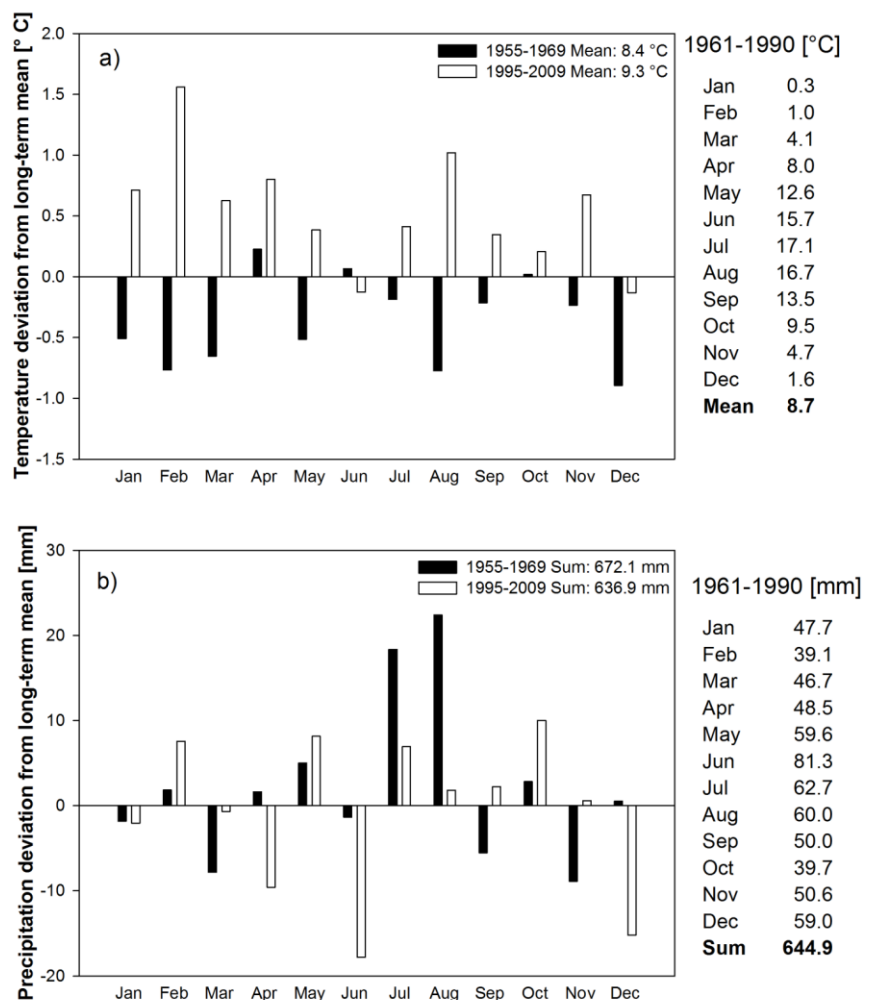 Temperature deviation from long-term mean [° C]
2.0
1.5
1.0
0.5
0.0
-0.5
-1.0
-1.5
a)
1955-1969 Mean: 8.4 °C
1995-2009 Mean: 9.3 °C
Jan Feb Mar Apr May Jun Jul Aug Sep Oct Nov Dec
1961-1990 [°C]
Jan 0.3
Feb 1.0
Mar 4.1
Apr 8.0
May 12.6
Jun 15.7
Jul 17.1
Aug 16.7
Sep 13.5
Oct 9.5
Nov 4.7
Dec 1.6
Mean 8.7
Precipitation deviation from long-term mean [mm]
30
20
10
0
-10
-20
b)
1955-1969 Sum: 672.1 mm
1995-2009 Sum: 636.9 mm
Jan Feb Mar Apr May Jun Jul Aug Sep Oct Nov Dec
1961-1990 [mm]
Jan 47.7
Feb 39.1
Mar 46.7
Apr 48.5
May 59.6
Jun 81.3
Jul 62.7
Aug 60.0
Sep 50.0
Oct 39.7
Nov 50.6
Dec 59.0
Sum 644.9